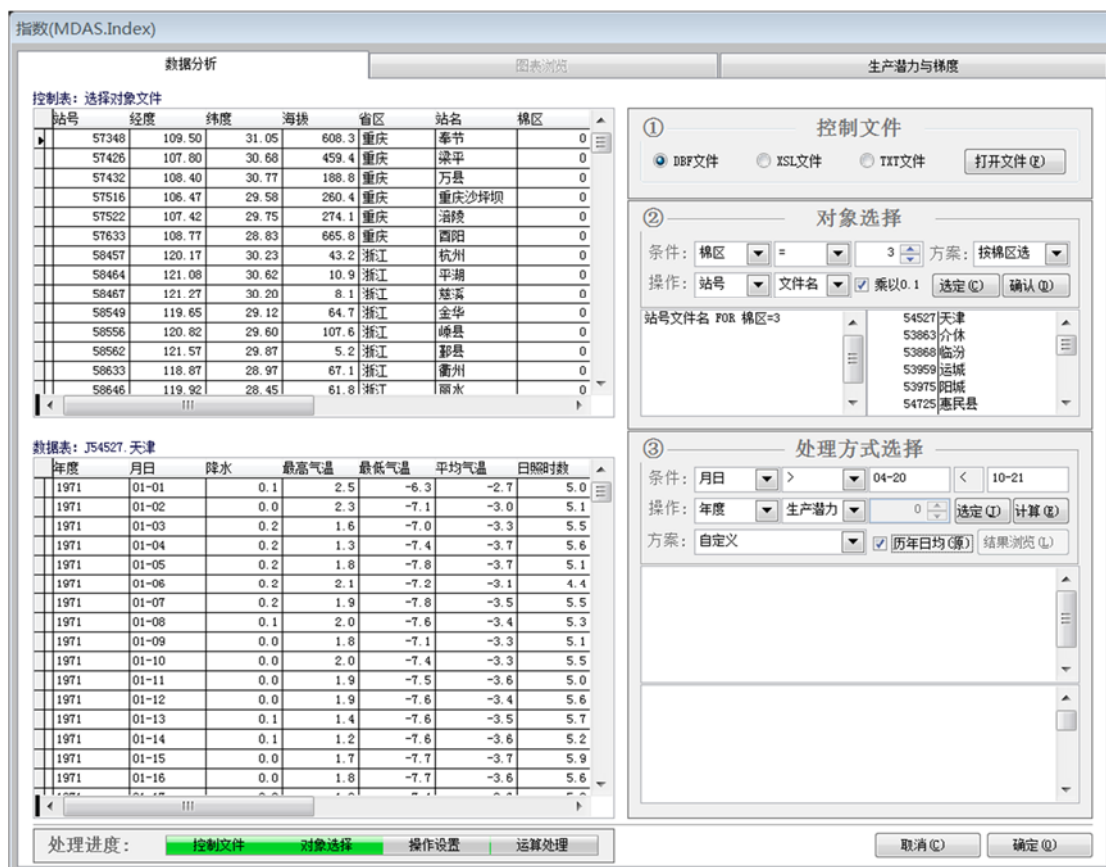 指数(MDAS.Index)
数据分析 图表浏览 生产潜力与梯度
控制表: 选择对象文件
站号 经度 纬度 海拔 省区 站名 棉区
57348 109.50 31.05 608.3 重庆 奉节 0
57426 107.80 30.68 459.4 重庆 梁平 0
57432 108.40 30.77 188.8 重庆 万县 0
57516 106.47 29.58 260.4 重庆 重庆沙坪坝 0
57522 107.42 29.75 274.1 重庆 涪陵 0
57633 108.77 28.83 665.8 重庆 酉阳 0
58457 120.17 30.23 43.2 浙江 杭州 0
58464 121.08 30.62 10.9 浙江 平湖 0
58467 121.27 30.20 8.1 浙江 慈溪 0
58549 119.65 29.12 64.7 浙江 金华 0
58556 120.82 29.60 107.6 浙江 嵊县 0
58562 121.57 29.87 5.2 浙江 鄞县 0
58633 118.87 28.97 67.1 浙江 衢州 0
58646 119.92 28.45 61.8 浙江 丽水 0
① 控制文件
DBF文件 XSL文件 TXT文件 打开文件(F)
② 对象选择
条件: 棉区 = 3 方案: 按棉区选
操作: 站号 文件名 乘以0.1 选定(C) 确认(D)
站号文件名 FOR 棉区=3
54527 天津
53863 介休
53868 临汾
53959 运城
53975 阳城
54725 惠民县
数据表: J54527.天津
年度 月日 降水 最高气温 最低气温 平均气温 日照时数
1971 01-01 0.1 2.5 -6.3 -2.7 5.0
1971 01-02 0.0 2.3 -7.1 -3.0 5.1
1971 01-03 0.2 1.6 -7.0 -3.3 5.5
1971 01-04 0.2 1.3 -7.4 -3.7 5.6
1971 01-05 0.2 1.8 -7.8 -3.7 5.1
1971 01-06 0.2 2.1 -7.2 -3.1 4.4
1971 01-07 0.2 1.9 -7.8 -3.5 5.5
1971 01-08 0.1 2.0 -7.6 -3.4 5.3
1971 01-09 0.0 1.8 -7.1 -3.3 5.1
1971 01-10 0.0 2.0 -7.4 -3.3 5.5
1971 01-11 0.0 1.9 -7.5 -3.6 5.0
1971 01-12 0.0 1.9 -7.6 -3.4 5.6
1971 01-13 0.1 1.4 -7.6 -3.5 5.7
1971 01-14 0.1 1.2 -7.6 -3.6 5.2
1971 01-15 0.0 1.7 -7.7 -3.7 5.9
1971 01-16 0.0 1.8 -7.7 -3.6 5.6
③ 处理方式选择
条件: 月日 > 04-20 < 10-21
操作: 年度 生产潜力 0 选定(T) 计算(E)
方案: 自定义 历年日均(源) 结果浏览(L)
处理进度: 控制文件 对象选择 操作设置 运算处理
取消(C) 确定(O)